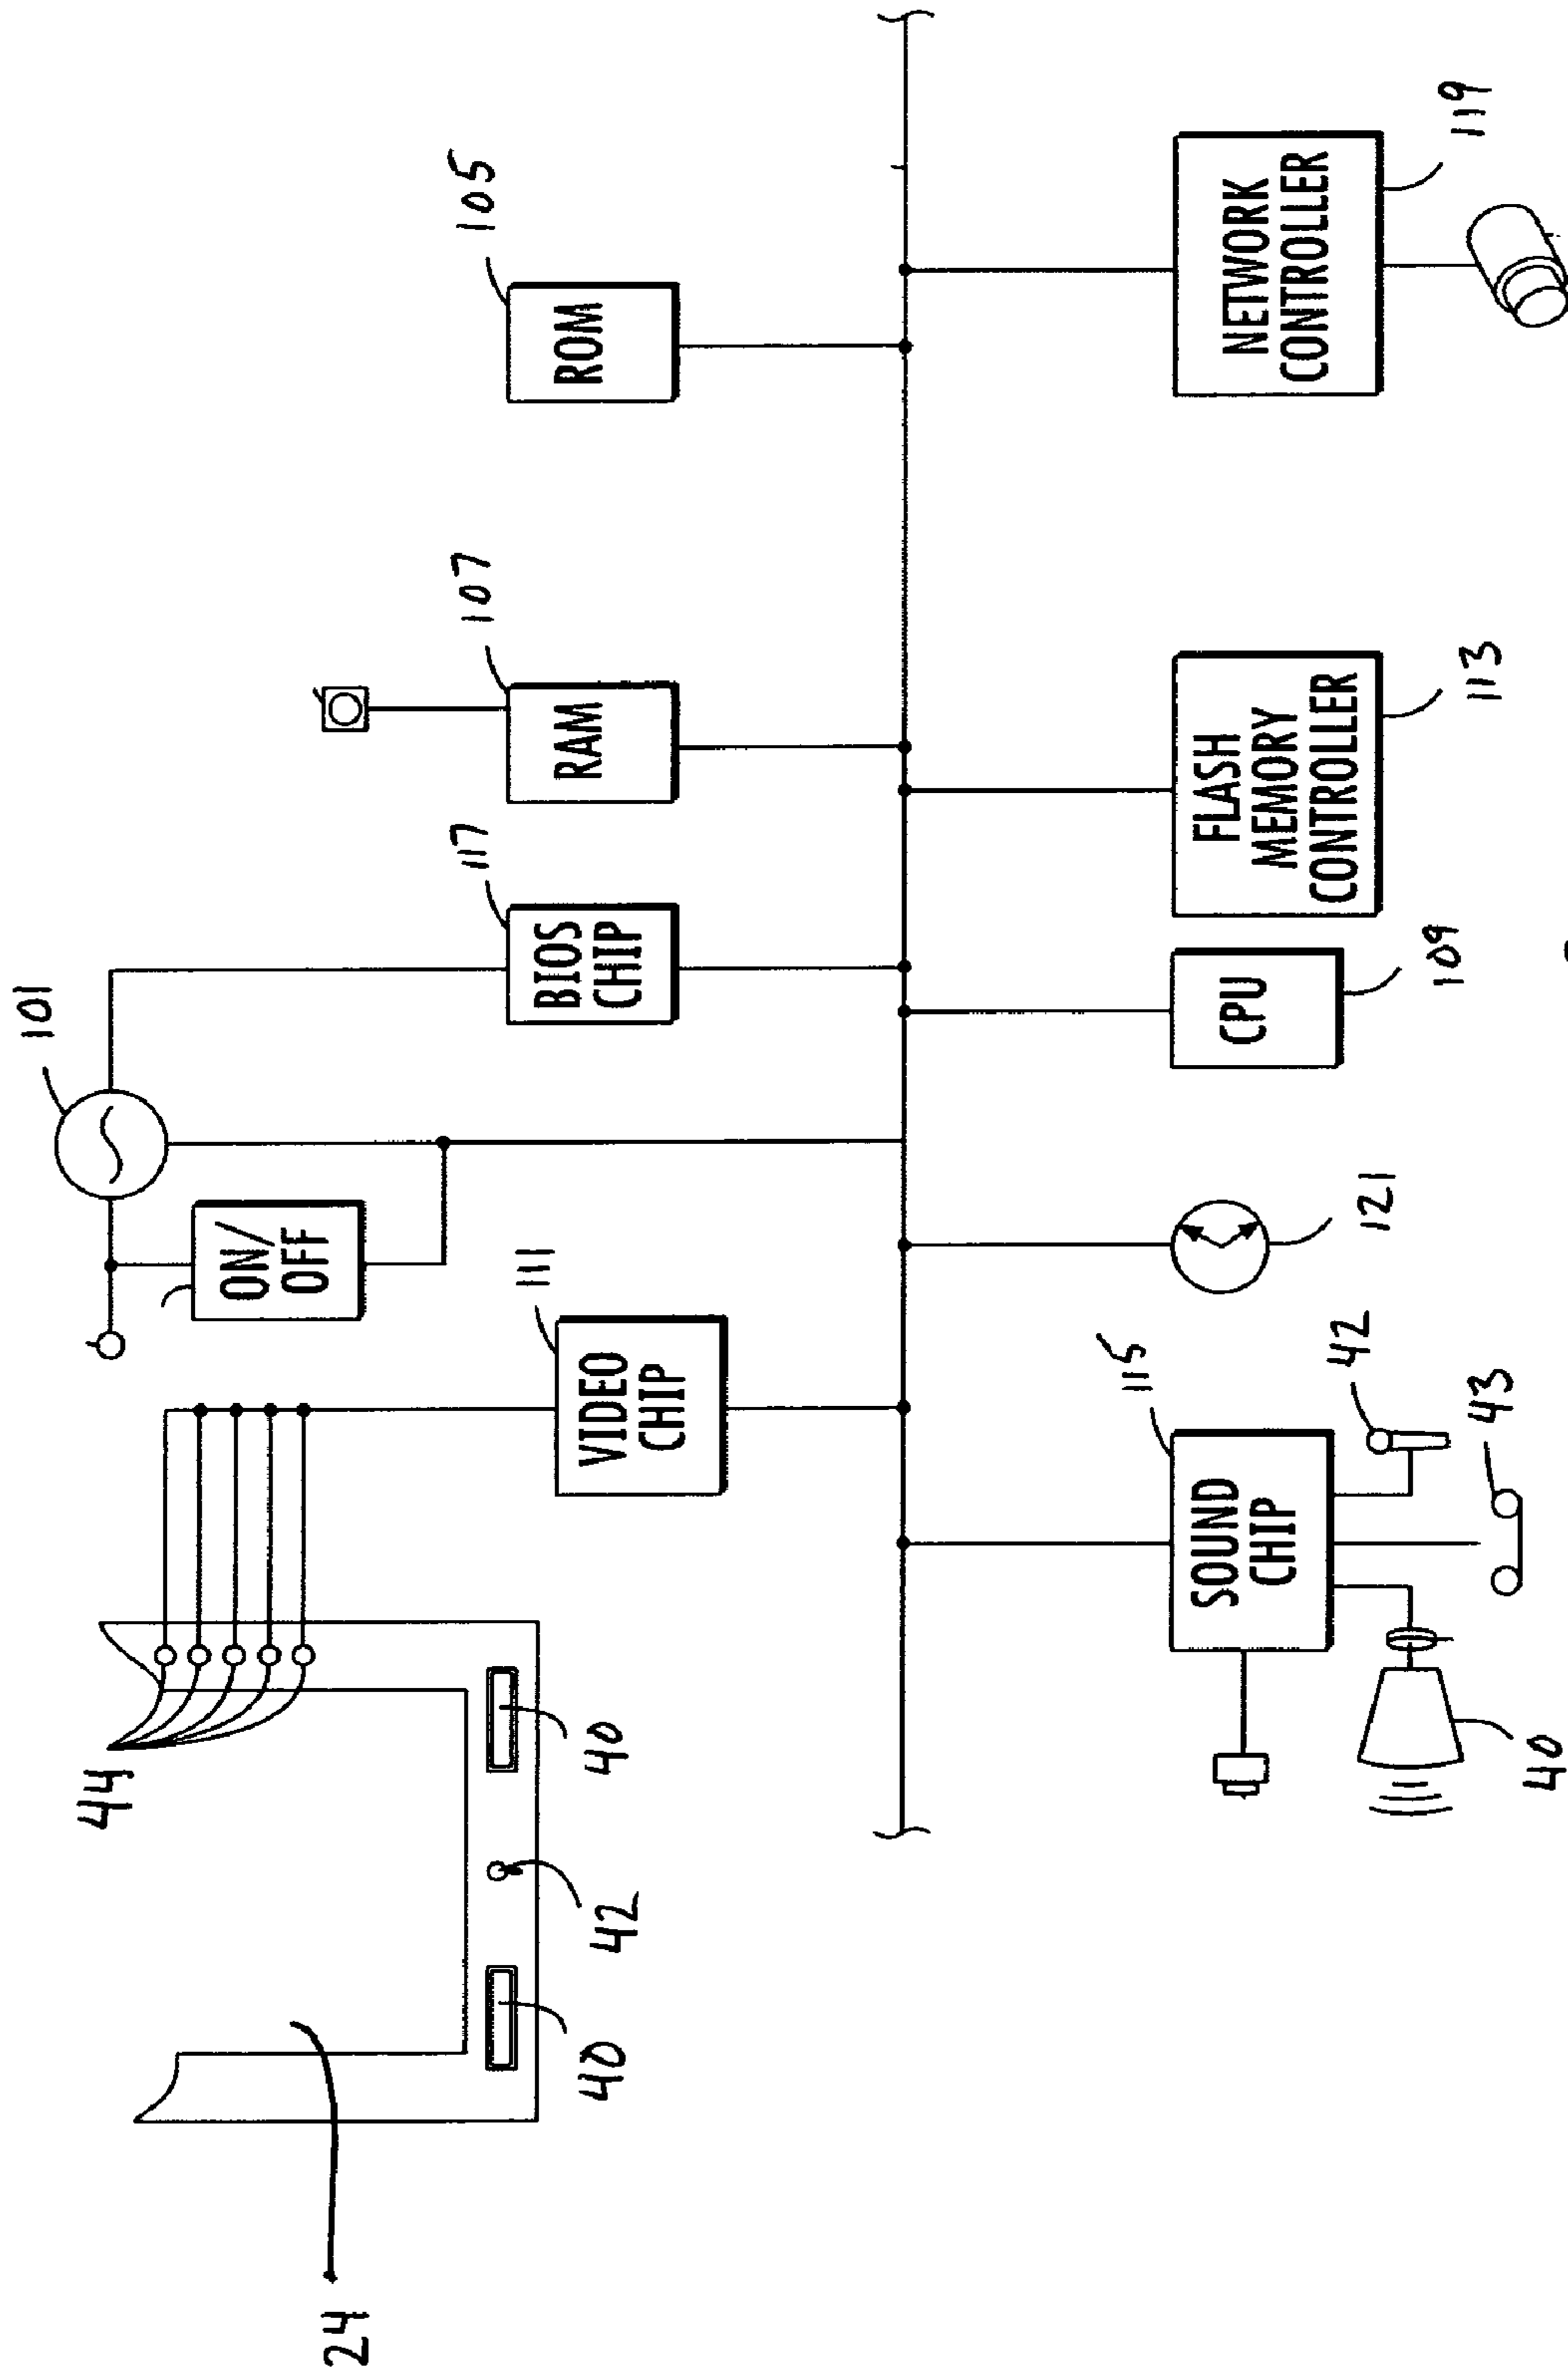 24
44
40
42
40
101
ON/
OFF
111
VIDEO
CHIP
117
BIOS
CHIP
107
RAM
105
ROM
115
SOUND
CHIP
42
43
40
121
CPU
109
FLASH
MEMORY
CONTROLLER
113
NETWORK
CONTROLLER
119